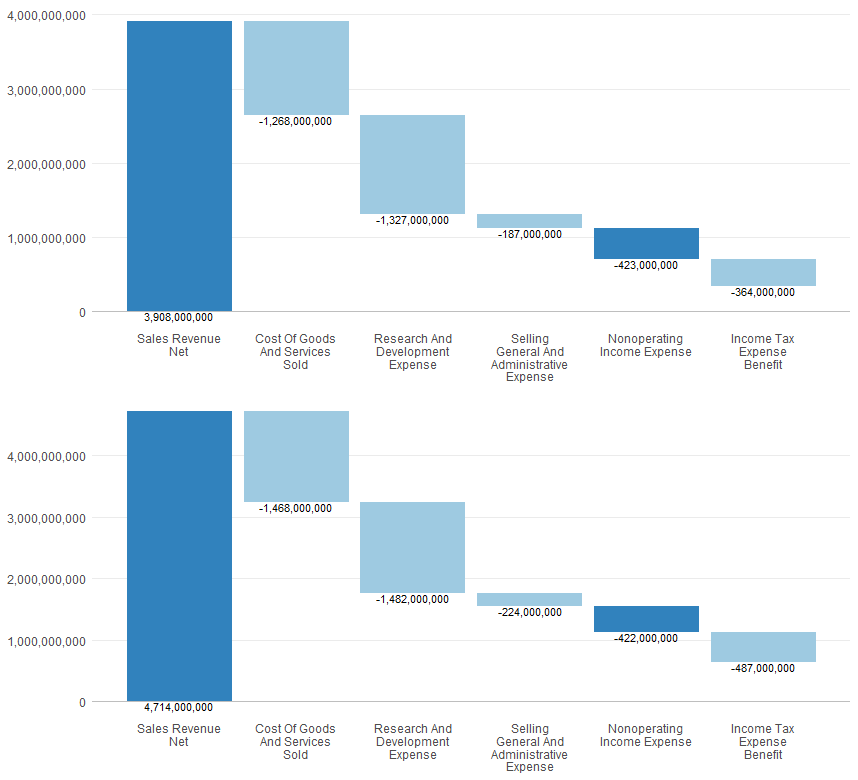 4,000,000,000
3,000,000,000
2,000,000,000
1,000,000,000
0
3,908,000,000
-1,268,000,000
-1,327,000,000
-187,000,000
-423,000,000
-364,000,000
Sales Revenue
Net
Cost Of Goods
And Services
Sold
Research And
Development
Expense
Selling
General And
Administrative
Expense
Nonoperating
Income Expense
Income Tax
Expense
Benefit
4,000,000,000
3,000,000,000
2,000,000,000
1,000,000,000
0
4,714,000,000
-1,468,000,000
-1,482,000,000
-224,000,000
-422,000,000
-487,000,000
Sales Revenue
Net
Cost Of Goods
And Services
Sold
Research And
Development
Expense
Selling
General And
Administrative
Expense
Nonoperating
Income Expense
Income Tax
Expense
Benefit